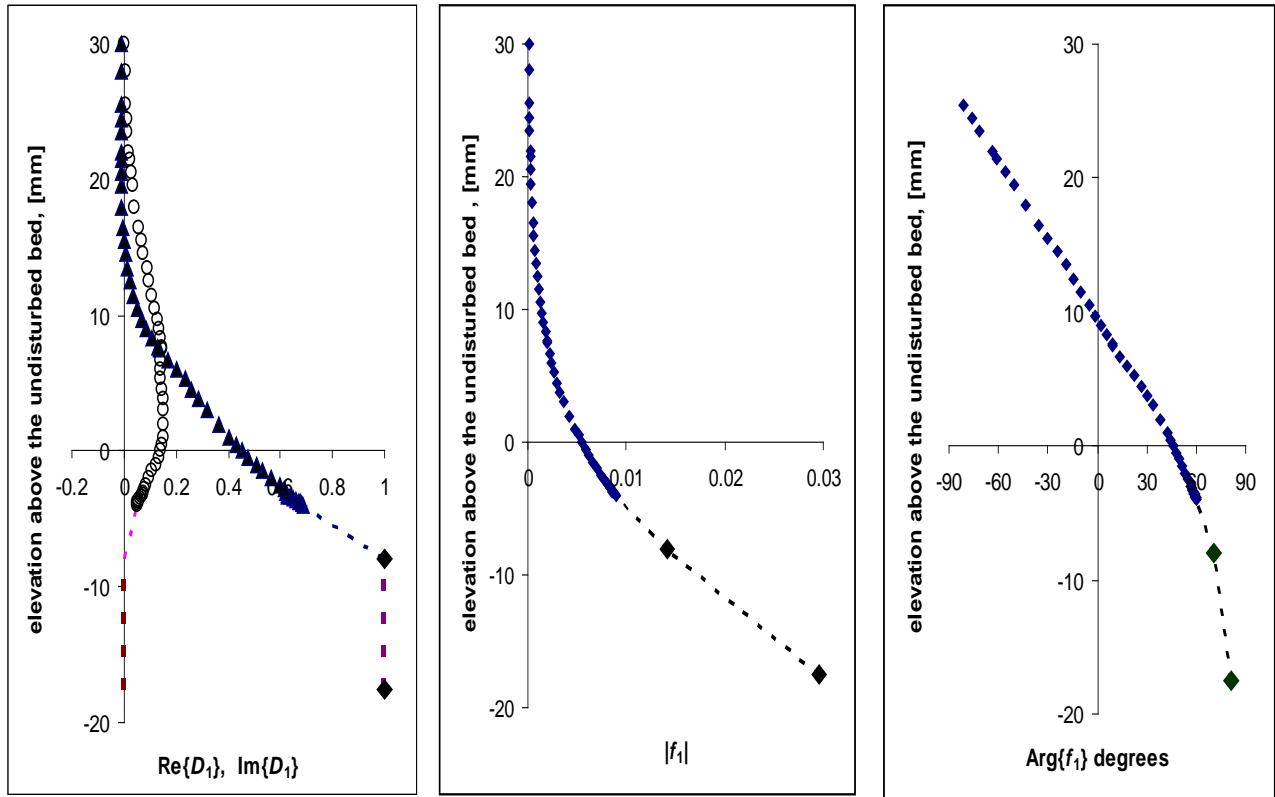 elevation above the undisturbed bed, [mm]
30
20
10
0
-10
-20
-0.2 0 0.2 0.4 0.6 0.8 1
Re{D₁}, Im{D₁}
elevation above the undisturbed bed , [mm]
30
20
10
0
-10
-20
0 0.01 0.02 0.03
|f₁|
elevation above the undisturbed bed, [mm]
30
20
10
0
-10
-20
-90 -60 -30 0 30 60 90
Arg{f₁} degrees